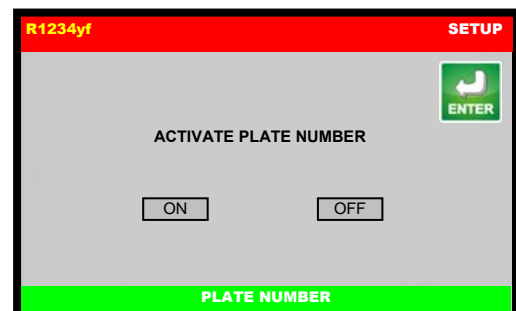 R1234yf SETUP
ENTER
ACTIVATE PLATE NUMBER
ON OFF
PLATE NUMBER